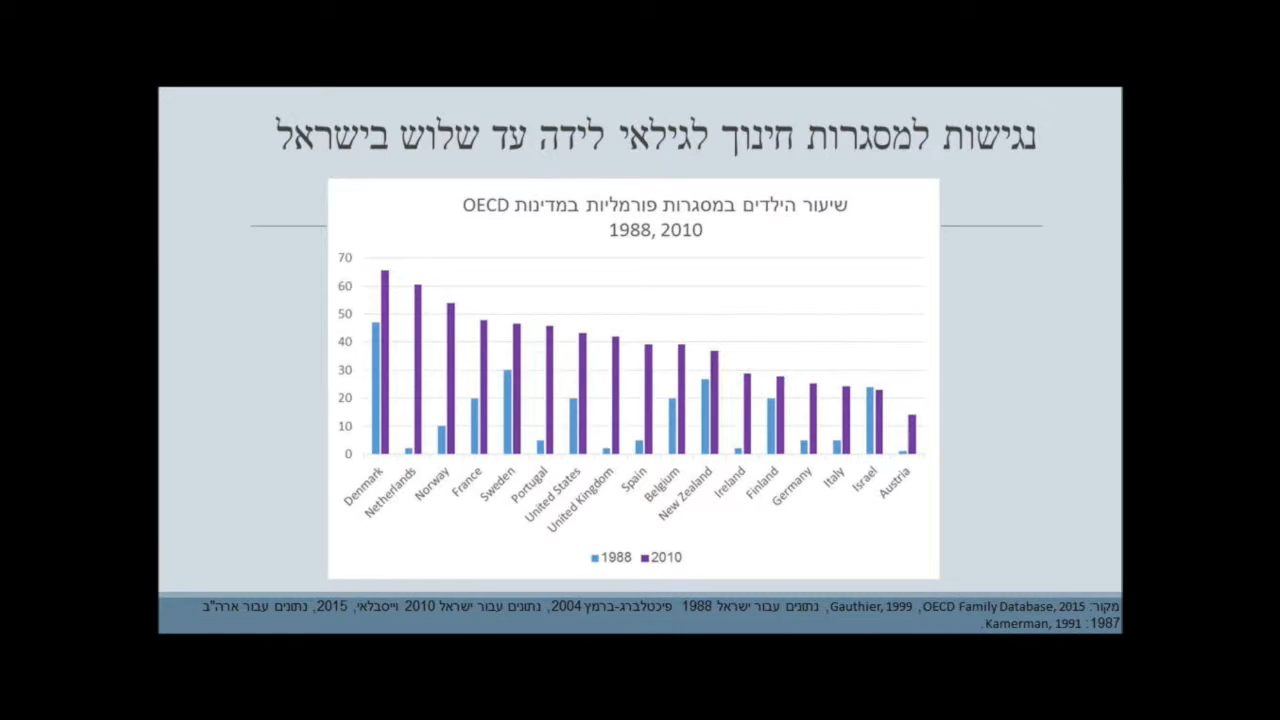 נגישות למסגרות חינוך לגילאי לידה עד שלוש בישראל
שיעור הילדים במסגרות פורמליות במדינות OECD
1988, 2010
70
60
50
40
30
20
10
0
Denmark
Netherlands
Norway
France
Sweden
Portugal
United States
United Kingdom
Spain
Belgium
New Zealand
Ireland
Finland
Germany
Italy
Israel
Austria
1988 2010
מקור: Gauthier, 1999 ,OECD Family Database, 2015, נתונים עבור ישראל 1988 פיכטלברג-ברמץ 2004, נתונים עבור ישראל 2010 וייסבלאי, 2015, נתונים עבור ארה"ב
1987: Kamerman, 1991.